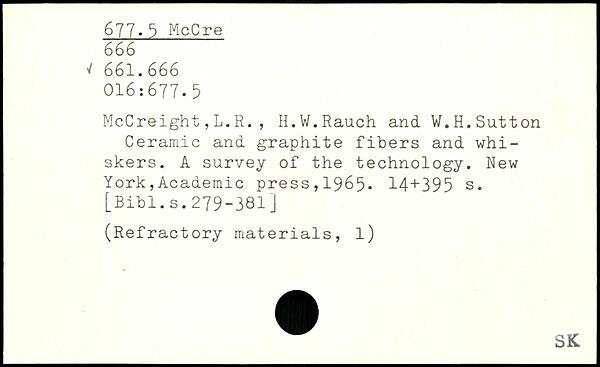 677.5 McCre
666
√ 661.666
016:677.5
McCreight,L.R., H.W.Rauch and W.H.Sutton
Ceramic and graphite fibers and whi-
skers. A survey of the technology. New
York,Academic press,1965. 14+395 s.
[Bibl.s.279-381]
(Refractory materials, 1)
SK